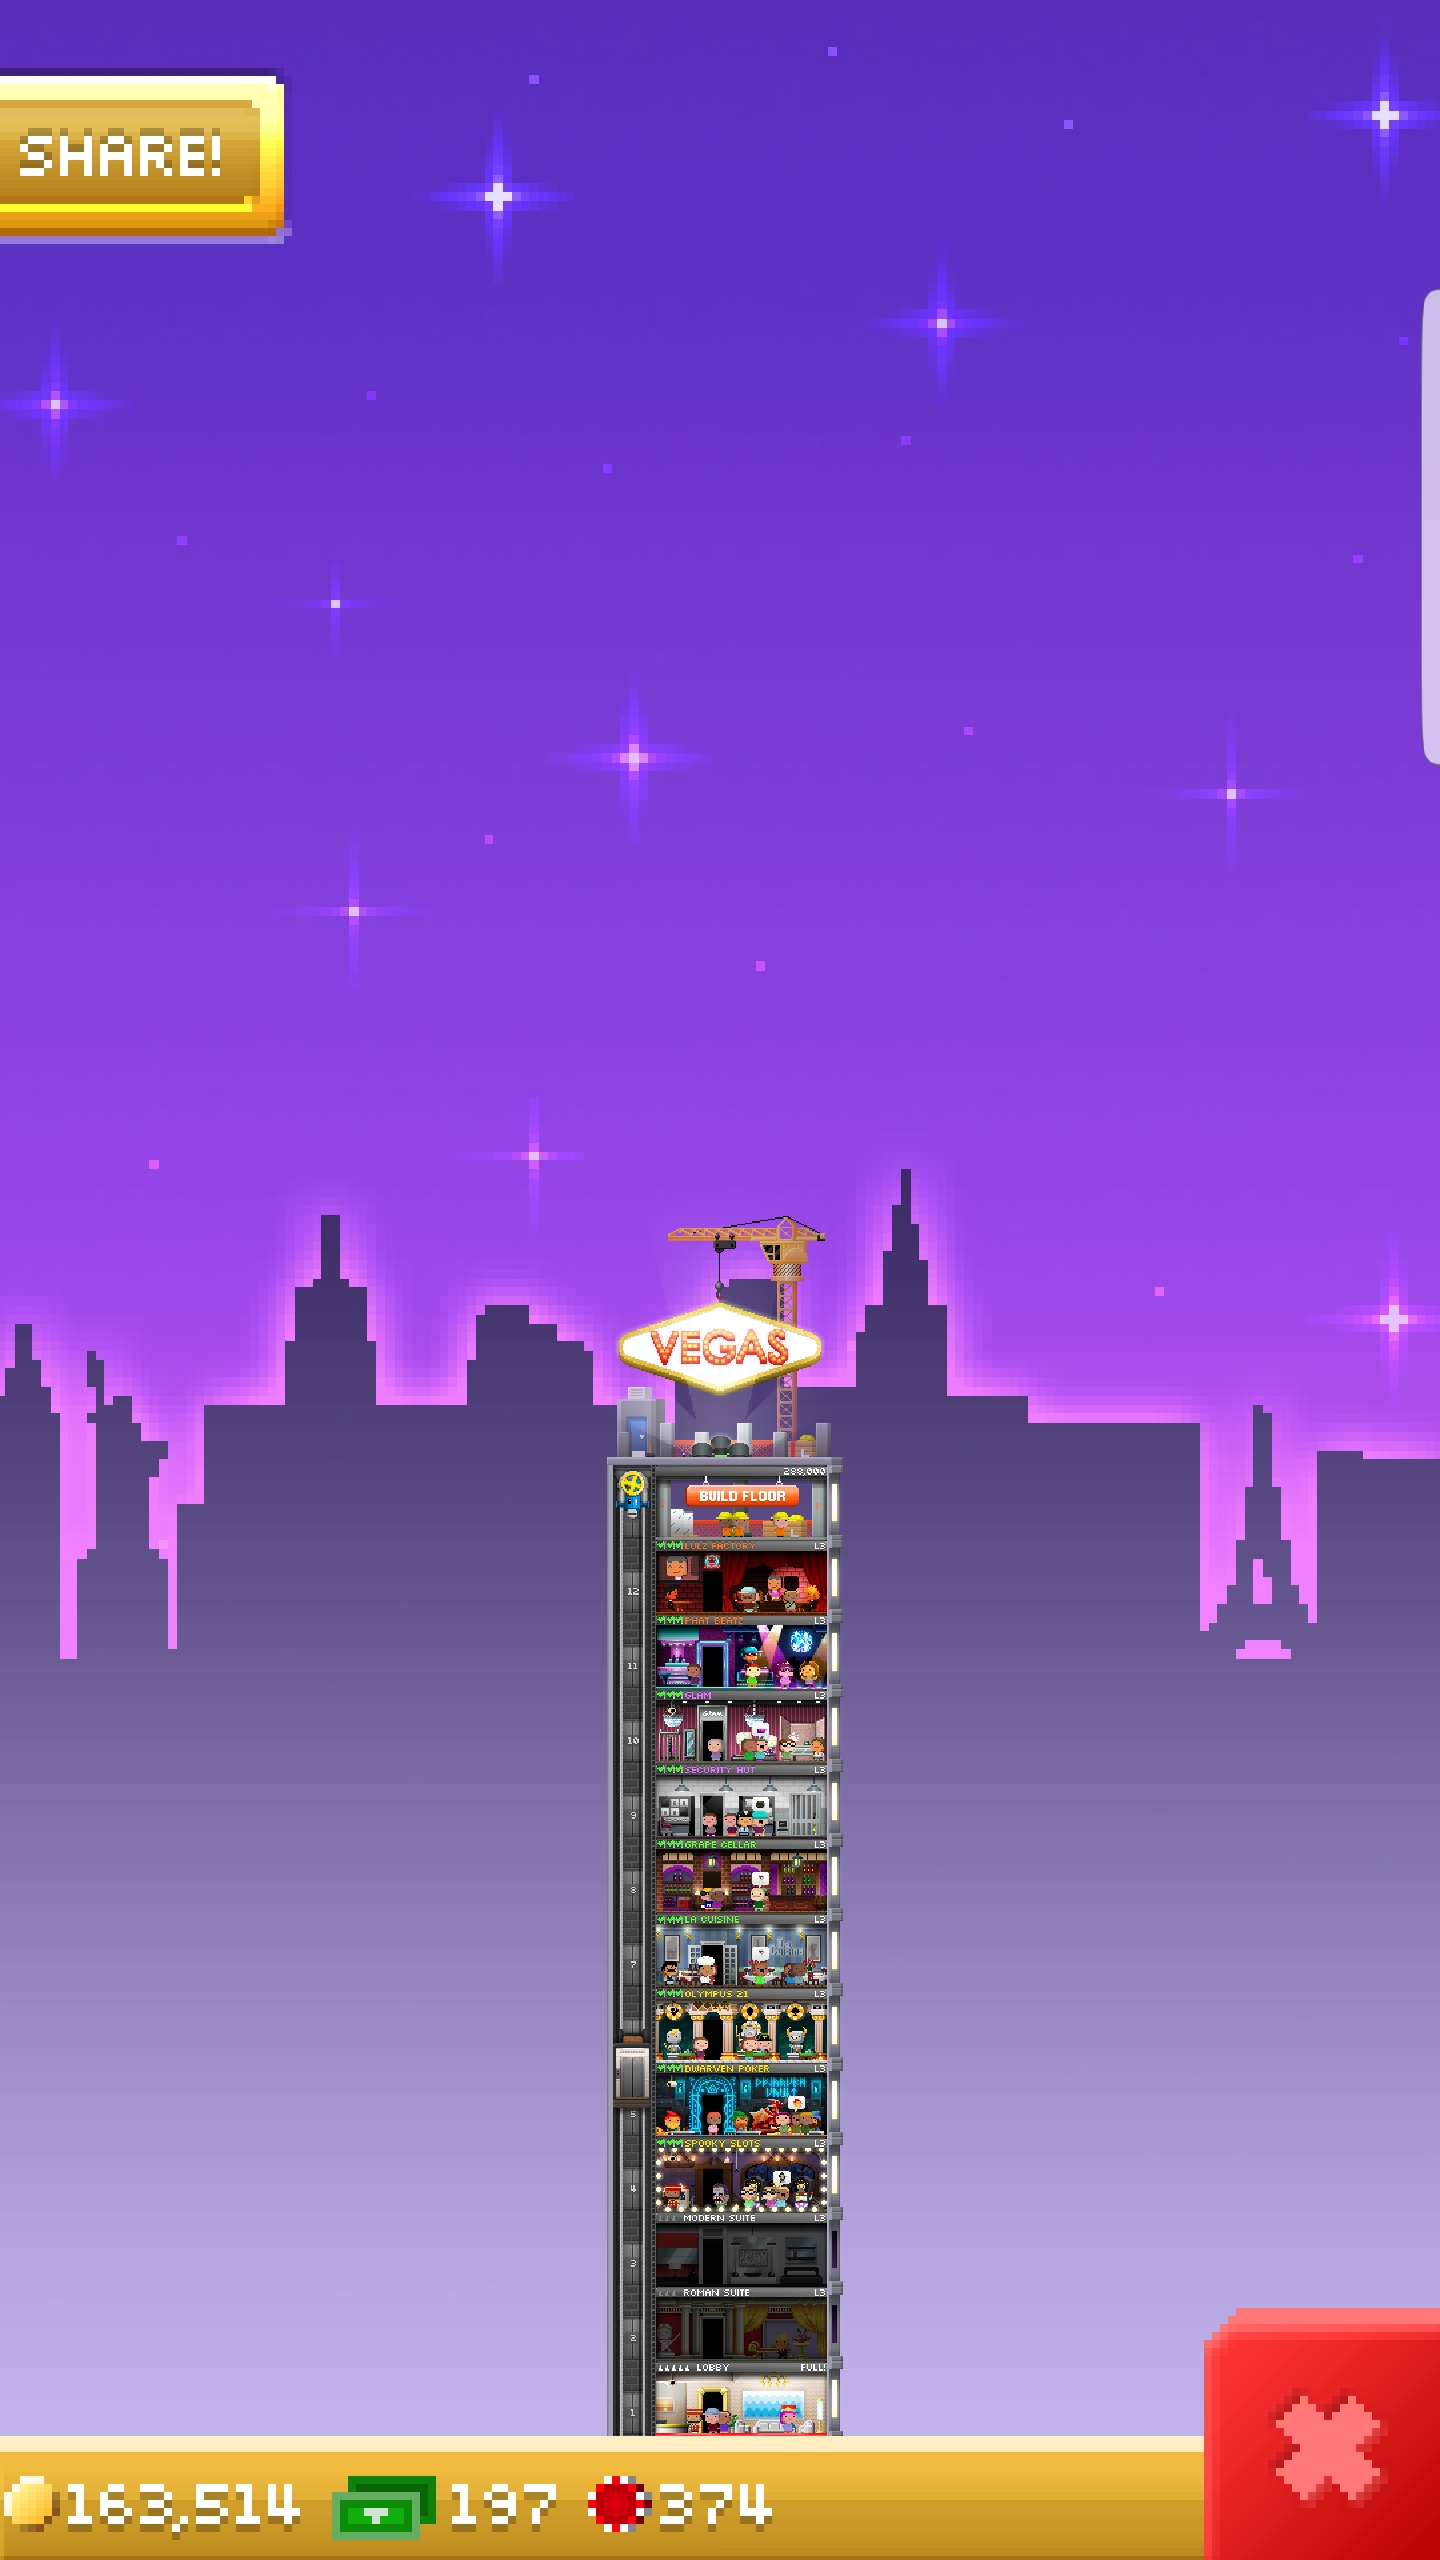 SHARE!
VEGAS
BUILD FLOOR
LULZ FACTORY L3
12
PHAT BEATZ L3
11
GLAM L3
GLAM
10
SECURITY HUT L3
9
GRAPE CELLAR L3
8
LA CUISINE L3
7
OLYMPUS 21 L3
DWARVEN POKER L3
5
SPOOKY SLOTS L3
4
MODERN SUITE L3
3
ROMAN SUITE L3
2
LOBBY FULL!
1
163,514 197 374